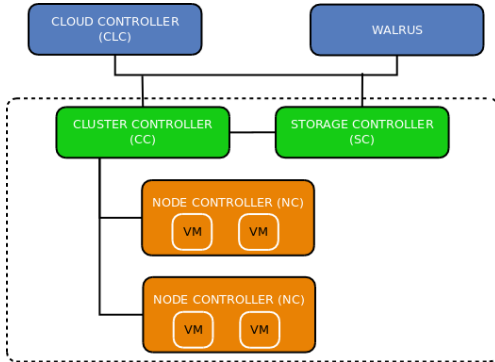 CLOUD CONTROLLER
(CLC)
WALRUS
CLUSTER CONTROLLER
(CC)
STORAGE CONTROLLER
(SC)
NODE CONTROLLER (NC)
VM VM
NODE CONTROLLER (NC)
VM VM